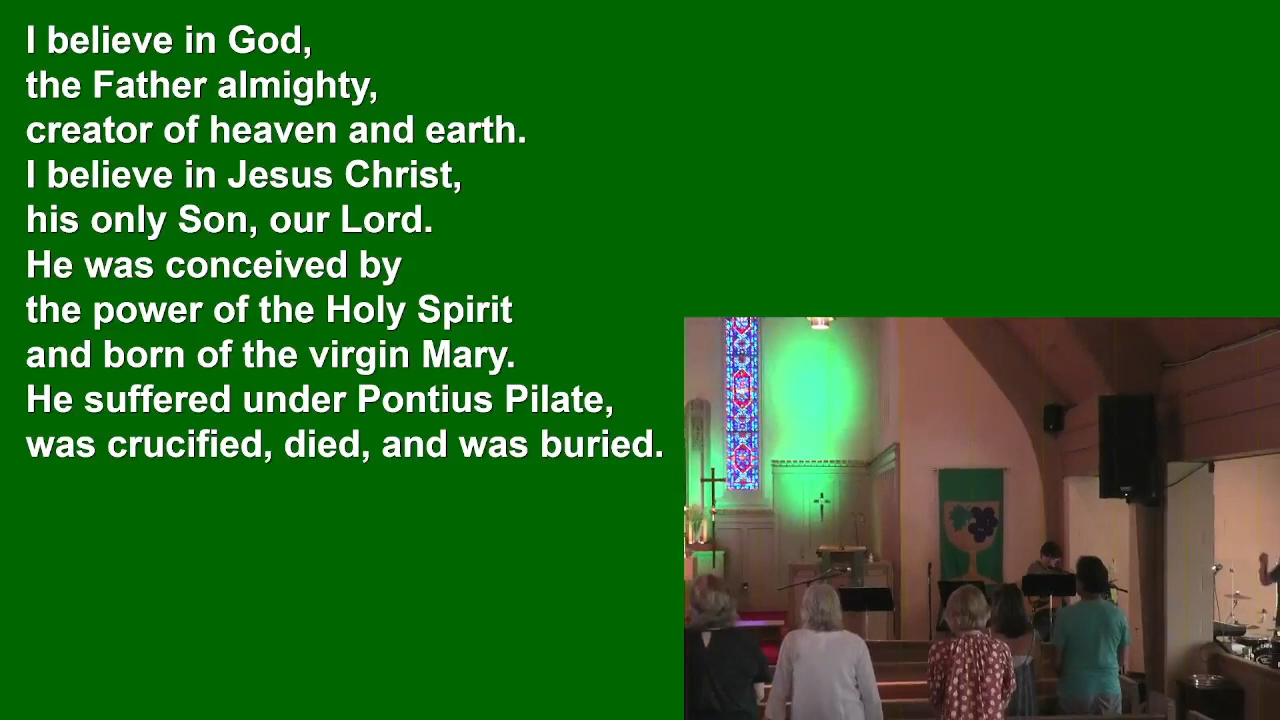 I believe in God,
the Father almighty,
creator of heaven and earth.
I believe in Jesus Christ,
his only Son, our Lord.
He was conceived by
the power of the Holy Spirit
and born of the virgin Mary.
He suffered under Pontius Pilate,
was crucified, died, and was buried.